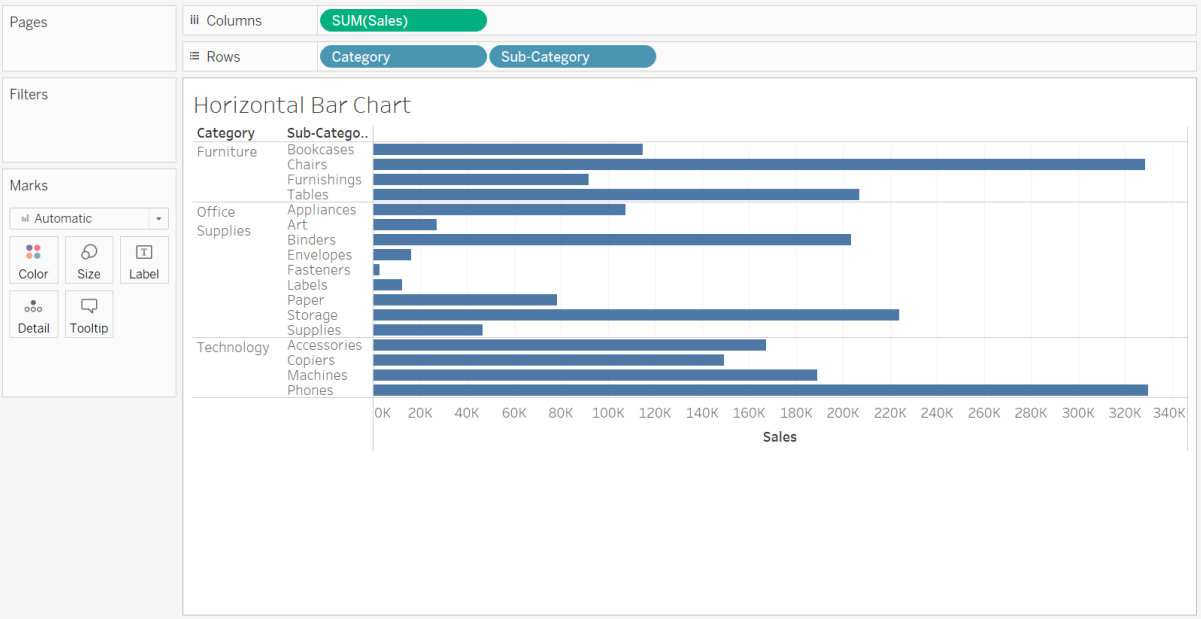 Pages
Columns
SUM(Sales)
Rows
Category
Sub-Category
Filters
Marks
Automatic
Color
Size
Label
Detail
Tooltip
Horizontal Bar Chart
Category Sub-Catego..
Furniture
Bookcases
Chairs
Furnishings
Tables
Office
Supplies
Appliances
Art
Binders
Envelopes
Fasteners
Labels
Paper
Storage
Supplies
Technology
Accessories
Copiers
Machines
Phones
0K 20K 40K 60K 80K 100K 120K 140K 160K 180K 200K 220K 240K 260K 280K 300K 320K 340K
Sales